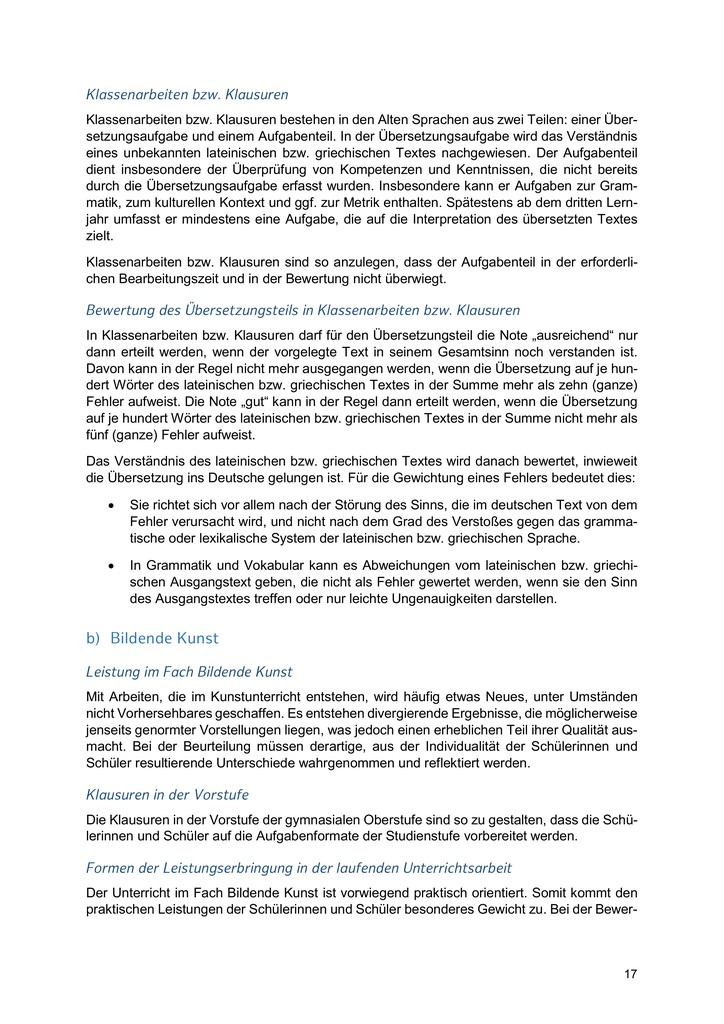 Klassenarbeiten bzw. Klausuren
Klassenarbeiten bzw. Klausuren bestehen in den Alten Sprachen aus zwei Teilen: einer Über-
setzungsaufgabe und einem Aufgabenteil. In der Übersetzungsaufgabe wird das Verständnis
eines unbekannten lateinischen bzw. griechischen Textes nachgewiesen. Der Aufgabenteil
dient insbesondere der Überprüfung von Kompetenzen und Kenntnissen, die nicht bereits
durch die Übersetzungsaufgabe erfasst wurden. Insbesondere kann er Aufgaben zur Gram-
matik, zum kulturellen Kontext und ggf. zur Metrik enthalten. Spätestens ab dem dritten Lern-
jahr umfasst er mindestens eine Aufgabe, die auf die Interpretation des übersetzten Textes
zielt.
Klassenarbeiten bzw. Klausuren sind so anzulegen, dass der Aufgabenteil in der erforderli-
chen Bearbeitungszeit und in der Bewertung nicht überwiegt.
Bewertung des Übersetzungsteils in Klassenarbeiten bzw. Klausuren
In Klassenarbeiten bzw. Klausuren darf für den Übersetzungsteil die Note „ausreichend“ nur
dann erteilt werden, wenn der vorgelegte Text in seinem Gesamtsinn noch verstanden ist.
Davon kann in der Regel nicht mehr ausgegangen werden, wenn die Übersetzung auf je hun-
dert Wörter des lateinischen bzw. griechischen Textes in der Summe mehr als zehn (ganze)
Fehler aufweist. Die Note „gut“ kann in der Regel dann erteilt werden, wenn die Übersetzung
auf je hundert Wörter des lateinischen bzw. griechischen Textes in der Summe nicht mehr als
fünf (ganze) Fehler aufweist.
Das Verständnis des lateinischen bzw. griechischen Textes wird danach bewertet, inwieweit
die Übersetzung ins Deutsche gelungen ist. Für die Gewichtung eines Fehlers bedeutet dies:
• Sie richtet sich vor allem nach der Störung des Sinns, die im deutschen Text von dem
Fehler verursacht wird, und nicht nach dem Grad des Verstoßes gegen das gramma-
tische oder lexikalische System der lateinischen bzw. griechischen Sprache.
• In Grammatik und Vokabular kann es Abweichungen vom lateinischen bzw. griechi-
schen Ausgangstext geben, die nicht als Fehler gewertet werden, wenn sie den Sinn
des Ausgangstextes treffen oder nur leichte Ungenauigkeiten darstellen.
b) Bildende Kunst
Leistung im Fach Bildende Kunst
Mit Arbeiten, die im Kunstunterricht entstehen, wird häufig etwas Neues, unter Umständen
nicht Vorhersehbares geschaffen. Es entstehen divergierende Ergebnisse, die möglicherweise
jenseits genormter Vorstellungen liegen, was jedoch einen erheblichen Teil ihrer Qualität aus-
macht. Bei der Beurteilung müssen derartige, aus der Individualität der Schülerinnen und
Schüler resultierende Unterschiede wahrgenommen und reflektiert werden.
Klausuren in der Vorstufe
Die Klausuren in der Vorstufe der gymnasialen Oberstufe sind so zu gestalten, dass die Schü-
lerinnen und Schüler auf die Aufgabenformate der Studienstufe vorbereitet werden.
Formen der Leistungserbringung in der laufenden Unterrichtsarbeit
Der Unterricht im Fach Bildende Kunst ist vorwiegend praktisch orientiert. Somit kommt den
praktischen Leistungen der Schülerinnen und Schüler besonderes Gewicht zu. Bei der Bewer-
17